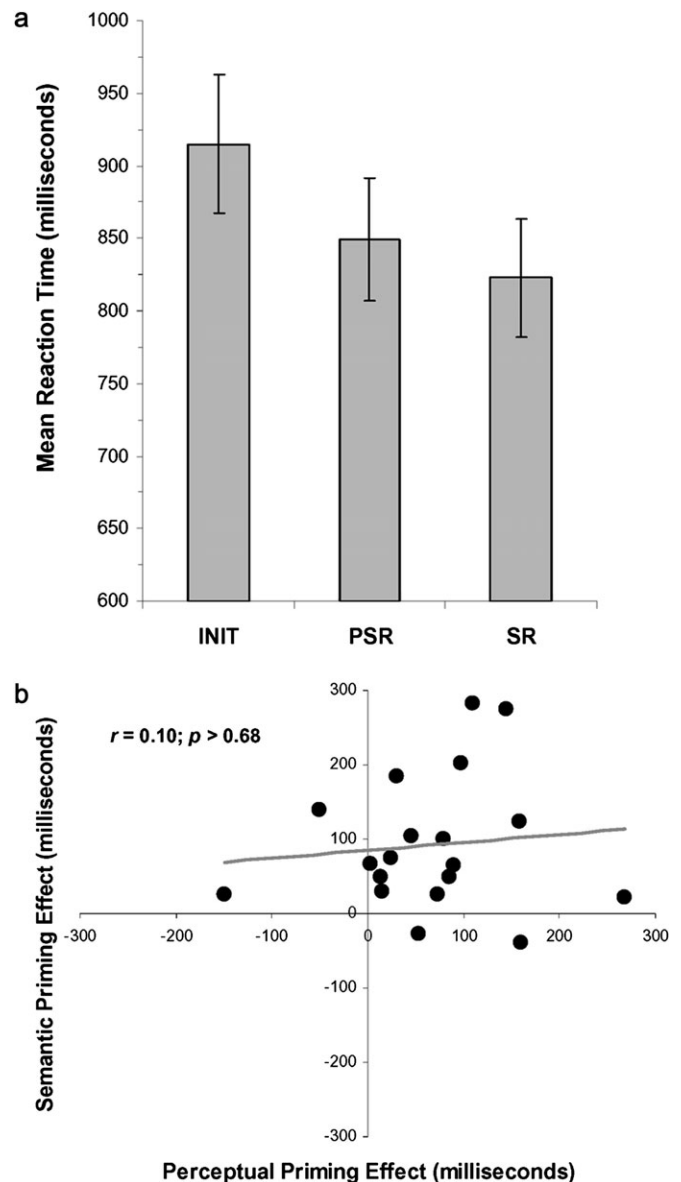 a
Mean Reaction Time (milliseconds)
1000
950
900
850
800
750
700
650
600
INIT PSR SR
b
r = 0.10; p > 0.68
Semantic Priming Effect (milliseconds)
300
200
100
0
-300 -200 -100 0 100 200 300
-100
-200
-300
Perceptual Priming Effect (milliseconds)